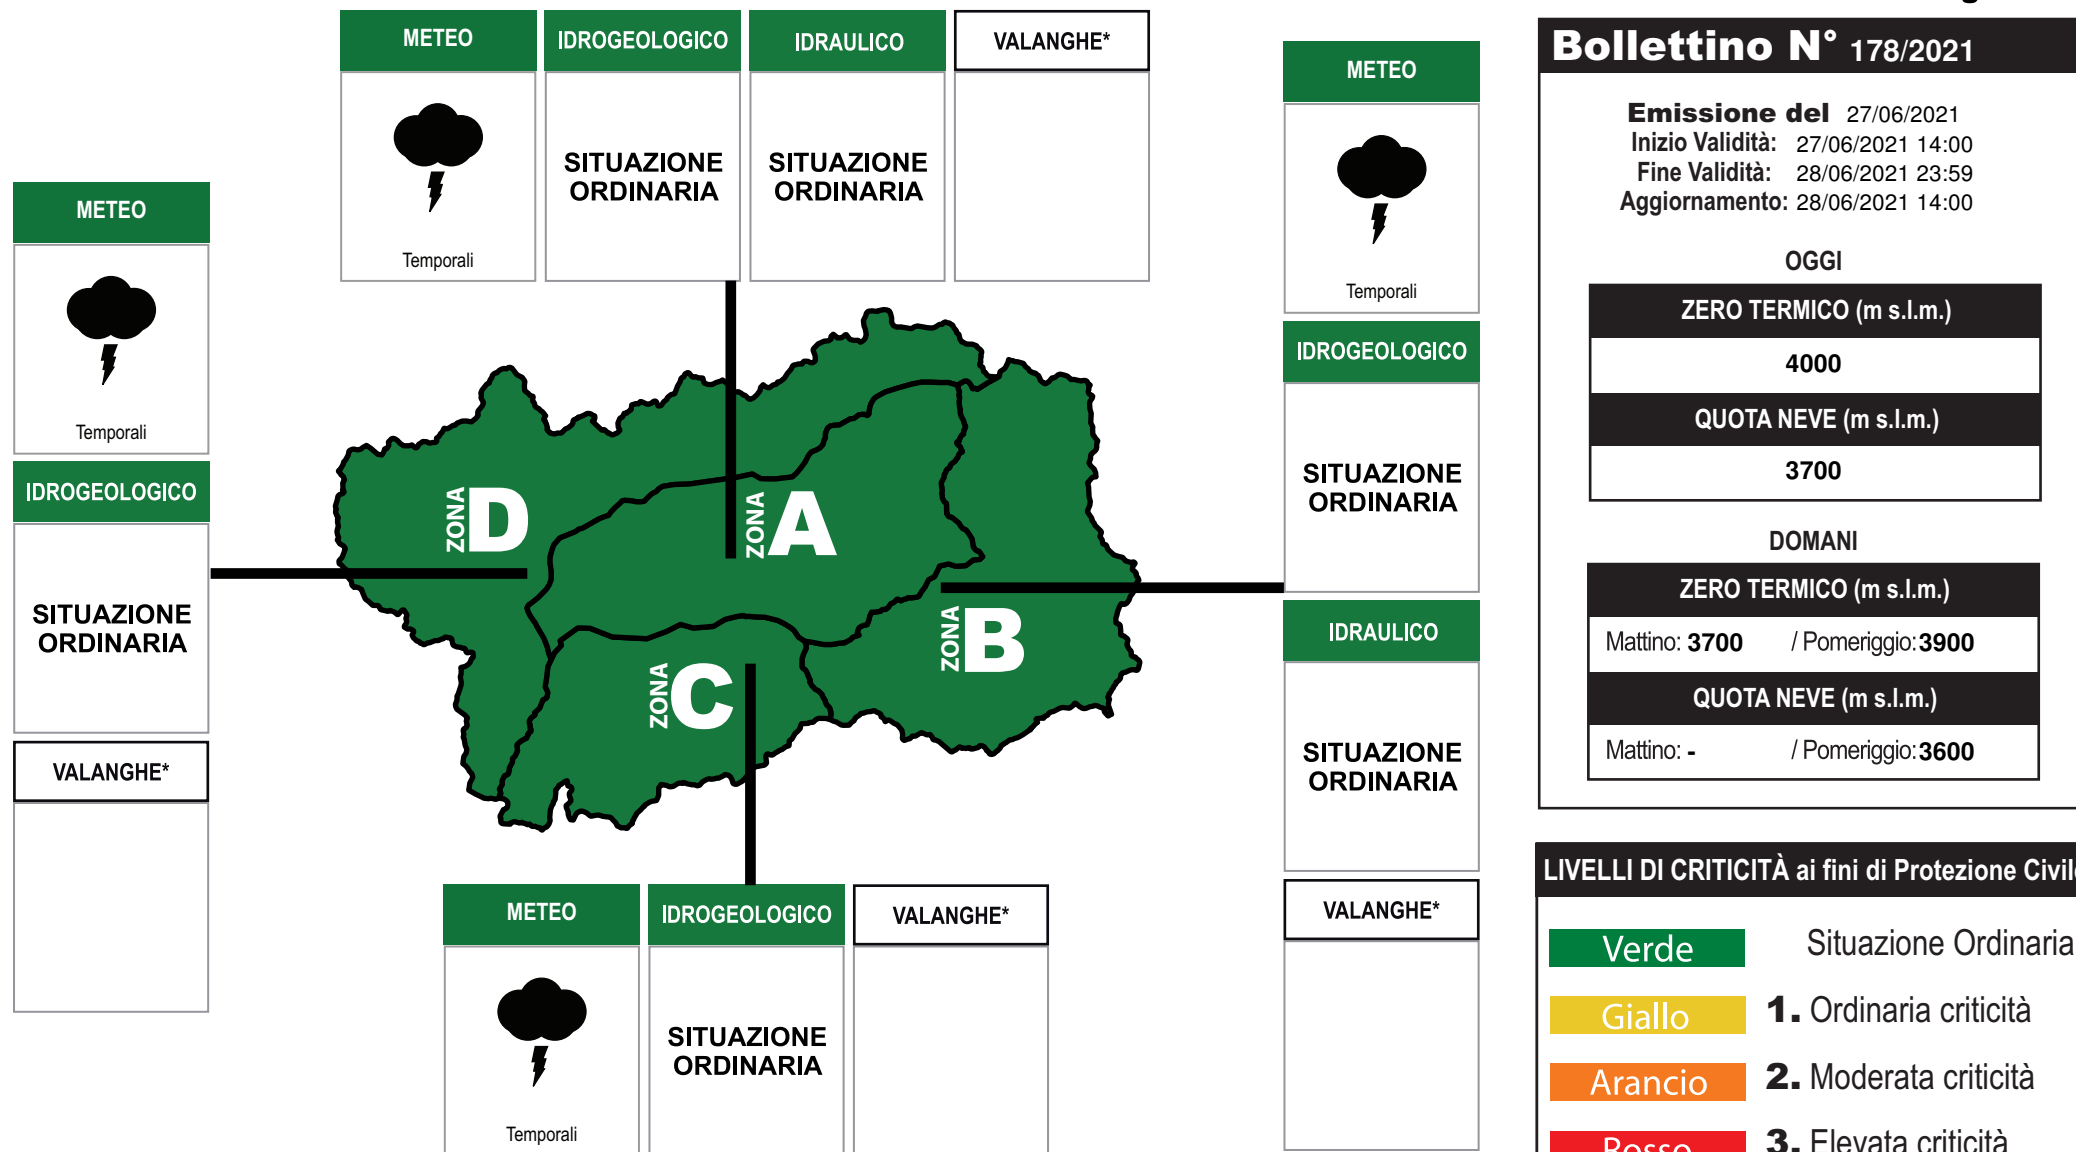 METEO
IDROGEOLOGICO
IDRAULICO
VALANGHE*
Temporali
SITUAZIONE
ORDINARIA
SITUAZIONE
ORDINARIA
METEO
Temporali
IDROGEOLOGICO
SITUAZIONE
ORDINARIA
VALANGHE*
ZONA D
ZONA A
ZONA B
ZONA C
METEO
Temporali
IDROGEOLOGICO
SITUAZIONE
ORDINARIA
IDRAULICO
SITUAZIONE
ORDINARIA
VALANGHE*
METEO
IDROGEOLOGICO
VALANGHE*
Temporali
SITUAZIONE
ORDINARIA
Bollettino N° 178/2021
Emissione del 27/06/2021
Inizio Validità: 27/06/2021 14:00
Fine Validità: 28/06/2021 23:59
Aggiornamento: 28/06/2021 14:00
OGGI
ZERO TERMICO (m s.l.m.)
4000
QUOTA NEVE (m s.l.m.)
3700
DOMANI
ZERO TERMICO (m s.l.m.)
Mattino: 3700 / Pomeriggio: 3900
QUOTA NEVE (m s.l.m.)
Mattino: - / Pomeriggio: 3600
LIVELLI DI CRITICITÀ ai fini di Protezione Civile
Verde Situazione Ordinaria
Giallo 1. Ordinaria criticità
Arancio 2. Moderata criticità
Rosso 3. Elevata criticità